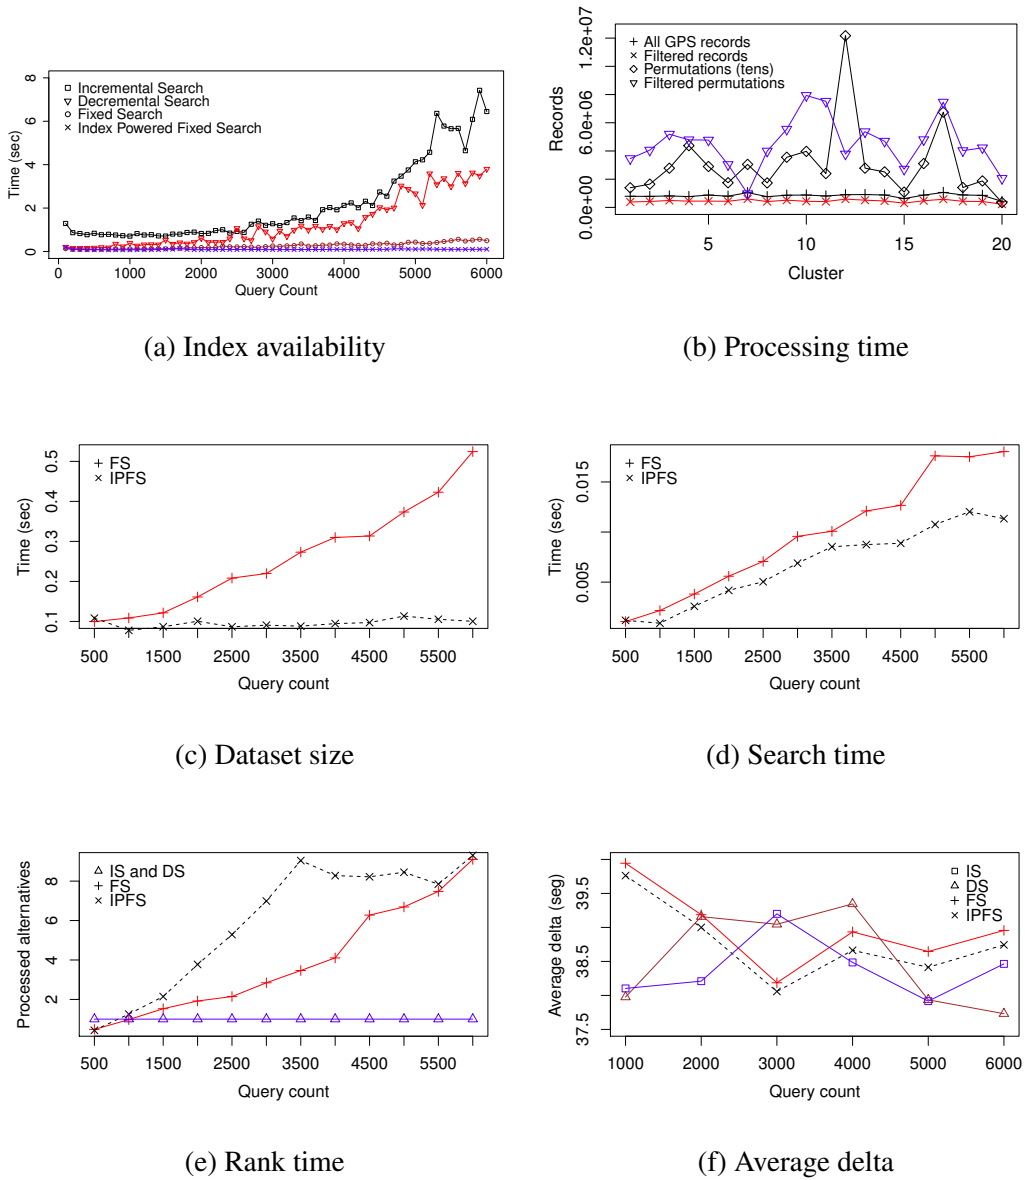 8
6
4
2
0
Time (sec)
Incremental Search
Decremental Search
Fixed Search
Index Powered Fixed Search
0 1000 2000 3000 4000 5000 6000
Query Count
(a) Index availability
1.2e+07
6.0e+06
0.0e+00
Records
All GPS records
Filtered records
Permutations (tens)
Filtered permutations
5 10 15 20
Cluster
(b) Processing time
0.5
0.4
0.3
0.2
0.1
Time (sec)
FS
IPFS
500 1500 2500 3500 4500 5500
Query count
(c) Dataset size
0.015
0.005
Time (sec)
FS
IPFS
500 1500 2500 3500 4500 5500
Query count
(d) Search time
8
6
4
2
Processed alternatives
IS and DS
FS
IPFS
500 1500 2500 3500 4500 5500
Query count
(e) Rank time
39.5
38.5
37.5
Average delta (seg)
IS
DS
FS
IPFS
1000 2000 3000 4000 5000 6000
Query count
(f) Average delta